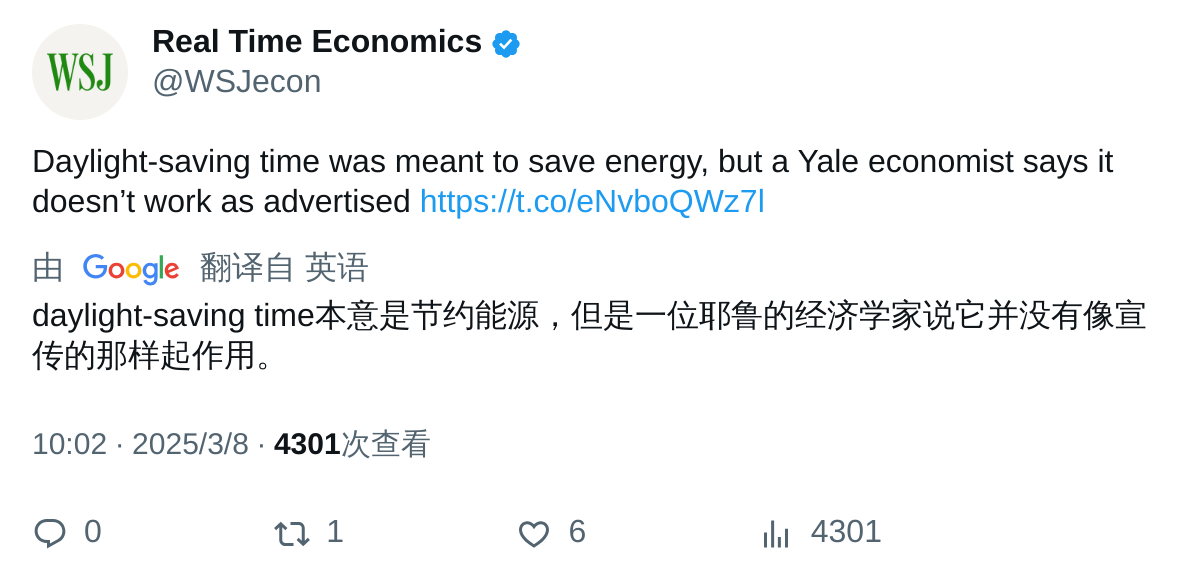 WSJ
Real Time Economics
@WSJecon
Daylight-saving time was meant to save energy, but a Yale economist says it
doesn’t work as advertised https://t.co/eNvboQWz7l
由 Google 翻译自 英语
daylight-saving time本意是节约能源，但是一位耶鲁的经济学家说它并没有像宣
传的那样起作用。
10:02 · 2025/3/8 · 4301次查看
0 1 6 4301